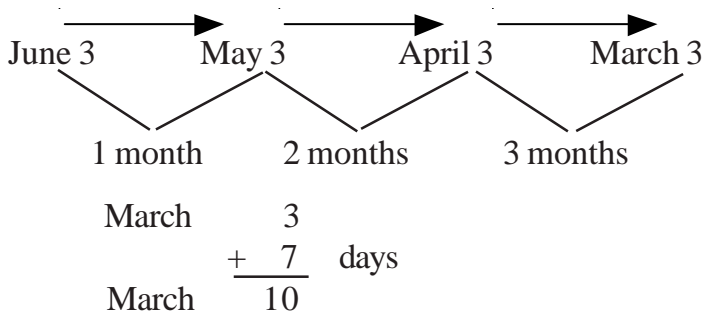 June 3 May 3 April 3 March 3
1 month 2 months 3 months
March 3
+ 7 days
March 10